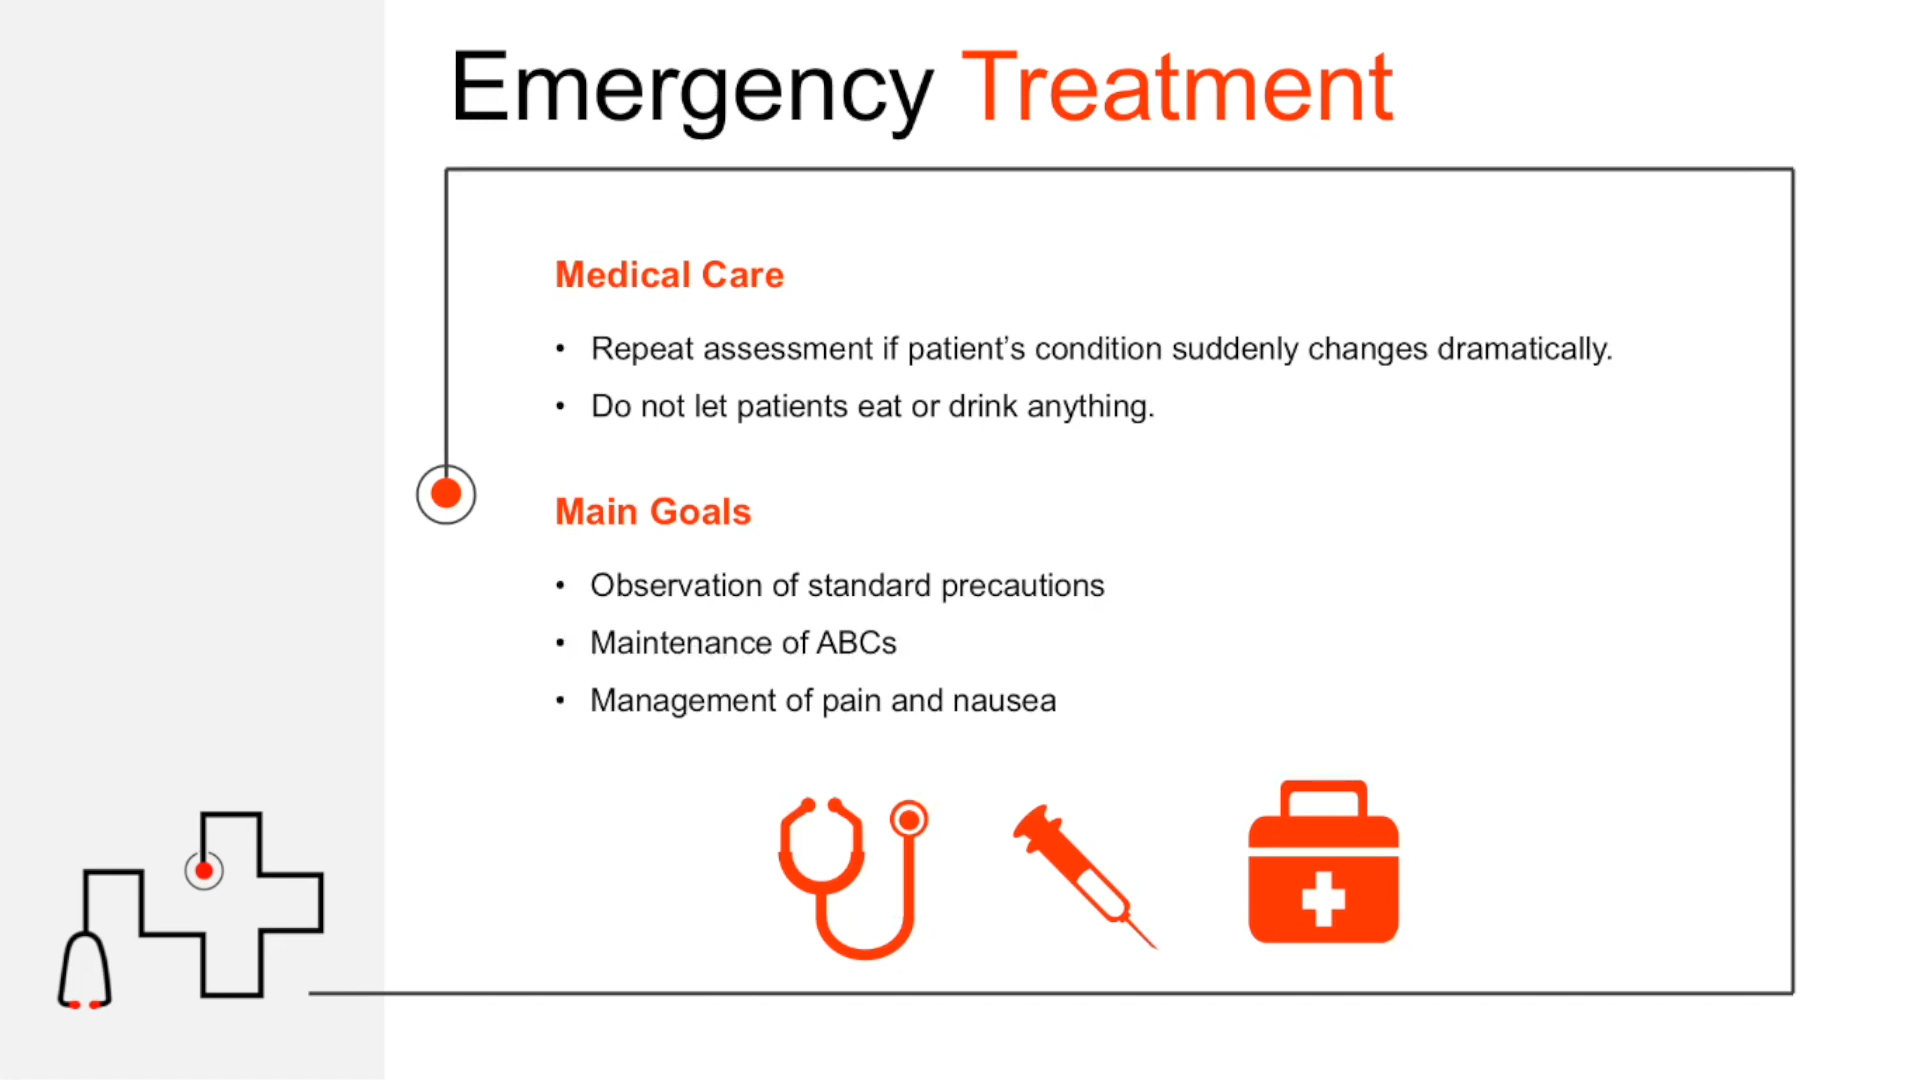 Emergency Treatment
Medical Care
• Repeat assessment if patient’s condition suddenly changes dramatically.
• Do not let patients eat or drink anything.
Main Goals
• Observation of standard precautions
• Maintenance of ABCs
• Management of pain and nausea